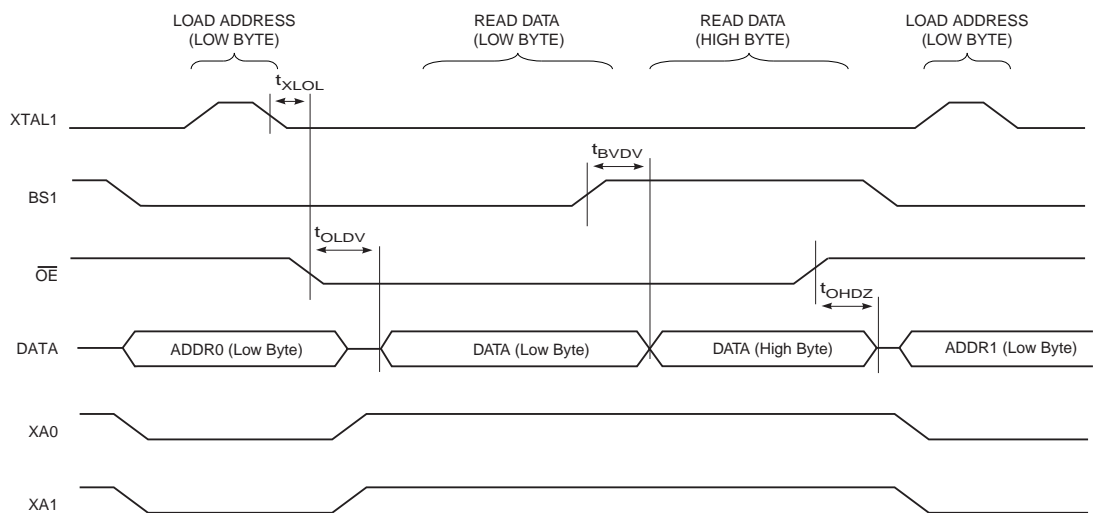 LOAD ADDRESS
(LOW BYTE)
READ DATA
(LOW BYTE)
READ DATA
(HIGH BYTE)
LOAD ADDRESS
(LOW BYTE)
tXLOL
XTAL1
tBVDV
BS1
tOLDV
OE
tOHDZ
DATA
ADDR0 (Low Byte)
DATA (Low Byte)
DATA (High Byte)
ADDR1 (Low Byte)
XA0
XA1